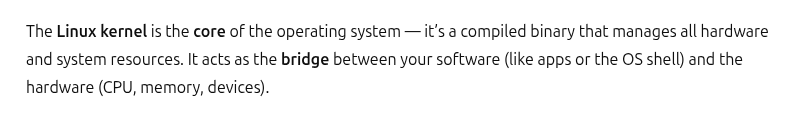 The Linux kernel is the core of the operating system — it’s a compiled binary that manages all hardware
and system resources. It acts as the bridge between your software (like apps or the OS shell) and the
hardware (CPU, memory, devices).